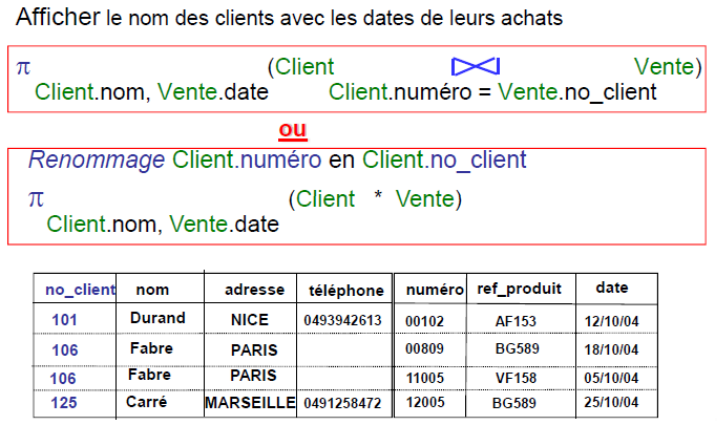 Afficher le nom des clients avec les dates de leurs achats
π (Client ⋈ Vente)
Client.nom, Vente.date Client.numéro = Vente.no_client
ou
Renommage Client.numéro en Client.no_client
π (Client * Vente)
Client.nom, Vente.date
no_client nom adresse téléphone numéro ref_produit date
101 Durand NICE 0493942613 00102 AF153 12/10/04
106 Fabre PARIS 00809 BG589 18/10/04
106 Fabre PARIS 11005 VF158 05/10/04
125 Carré MARSEILLE 0491258472 12005 BG589 25/10/04